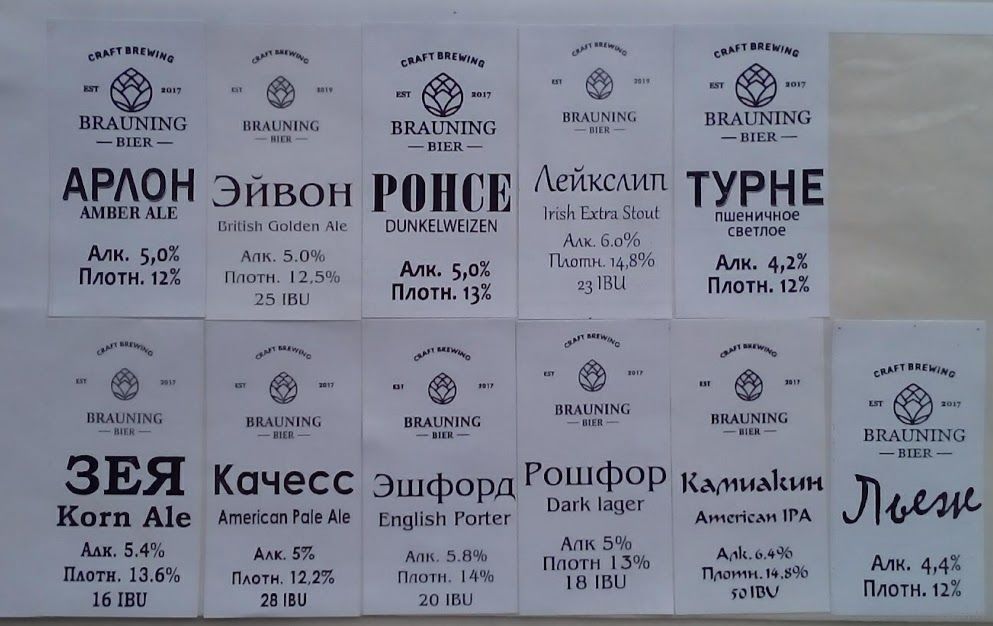 CRAFT BREWING
EST 2017
BRAUNING
BIER
АРЛОН
AMBER ALE
Алк. 5,0%
Плотн. 12%
CRAFT BREWING
EST 2019
BRAUNING
BIER
Эйвон
British Golden Ale
Алк. 5.0%
Плотн. 12,5%
25 IBU
CRAFT BREWING
EST 2017
BRAUNING
BIER
РОНСЕ
DUNKELWEIZEN
Алк. 5,0%
Плотн. 13%
CRAFT BREWING
EST 2019
BRAUNING
BIER
Лейкслип
Irish Extra Stout
Алк. 6.0%
Плотн. 14,8%
23 IBU
CRAFT BREWING
EST 2017
BRAUNING
BIER
ТУРНЕ
пшеничное
светлое
Алк. 4,2%
Плотн. 12%
CRAFT BREWING
EST 2017
BRAUNING
BIER
ЗЕЯ
Korn Ale
Алк. 5.4%
Плотн. 13.6%
16 IBU
CRAFT BREWING
EST 2017
BRAUNING
BIER
Качесс
American Pale Ale
Алк. 5%
Плотн. 12,2%
28 IBU
CRAFT BREWING
EST 2017
BRAUNING
BIER
Эшфорд
English Porter
Алк. 5.8%
Плотн. 14%
20 IBU
CRAFT BREWING
EST 2017
BRAUNING
BIER
Рошфор
Dark lager
Алк 5%
Плотн 13%
18 IBU
CRAFT BREWING
EST 2017
BRAUNING
BIER
Камиакин
American IPA
Алк. 6.4%
Плотн. 14.8%
50 IBU
CRAFT BREWING
EST 2017
BRAUNING
BIER
Льеж
Алк. 4,4%
Плотн. 12%